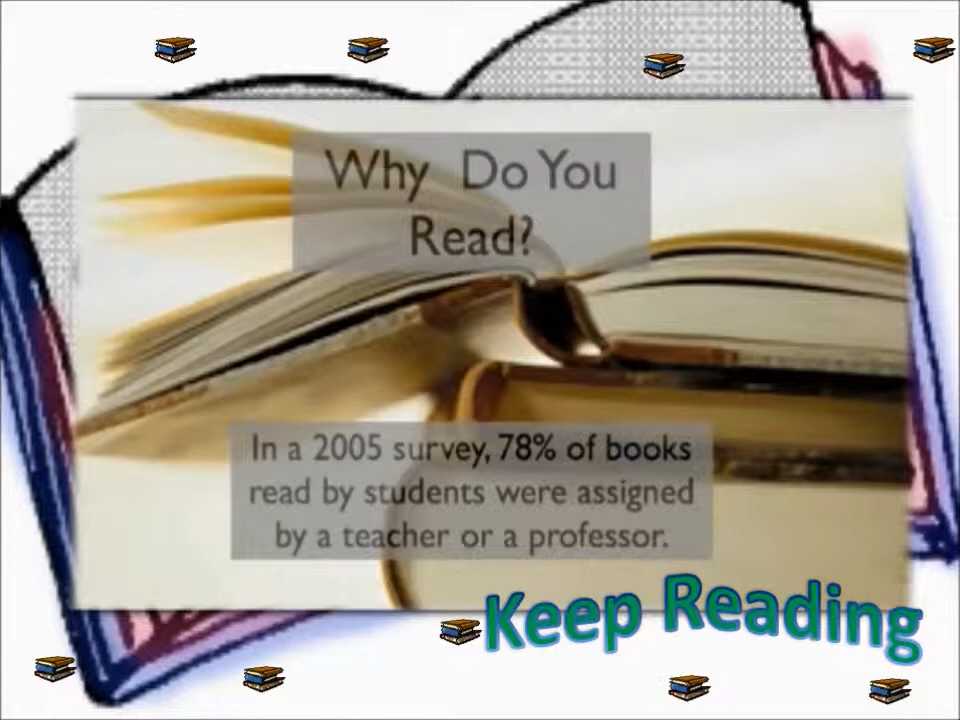 Why Do You
Read?
In a 2005 survey, 78% of books
read by students were assigned
by a teacher or a professor.
Keep Reading